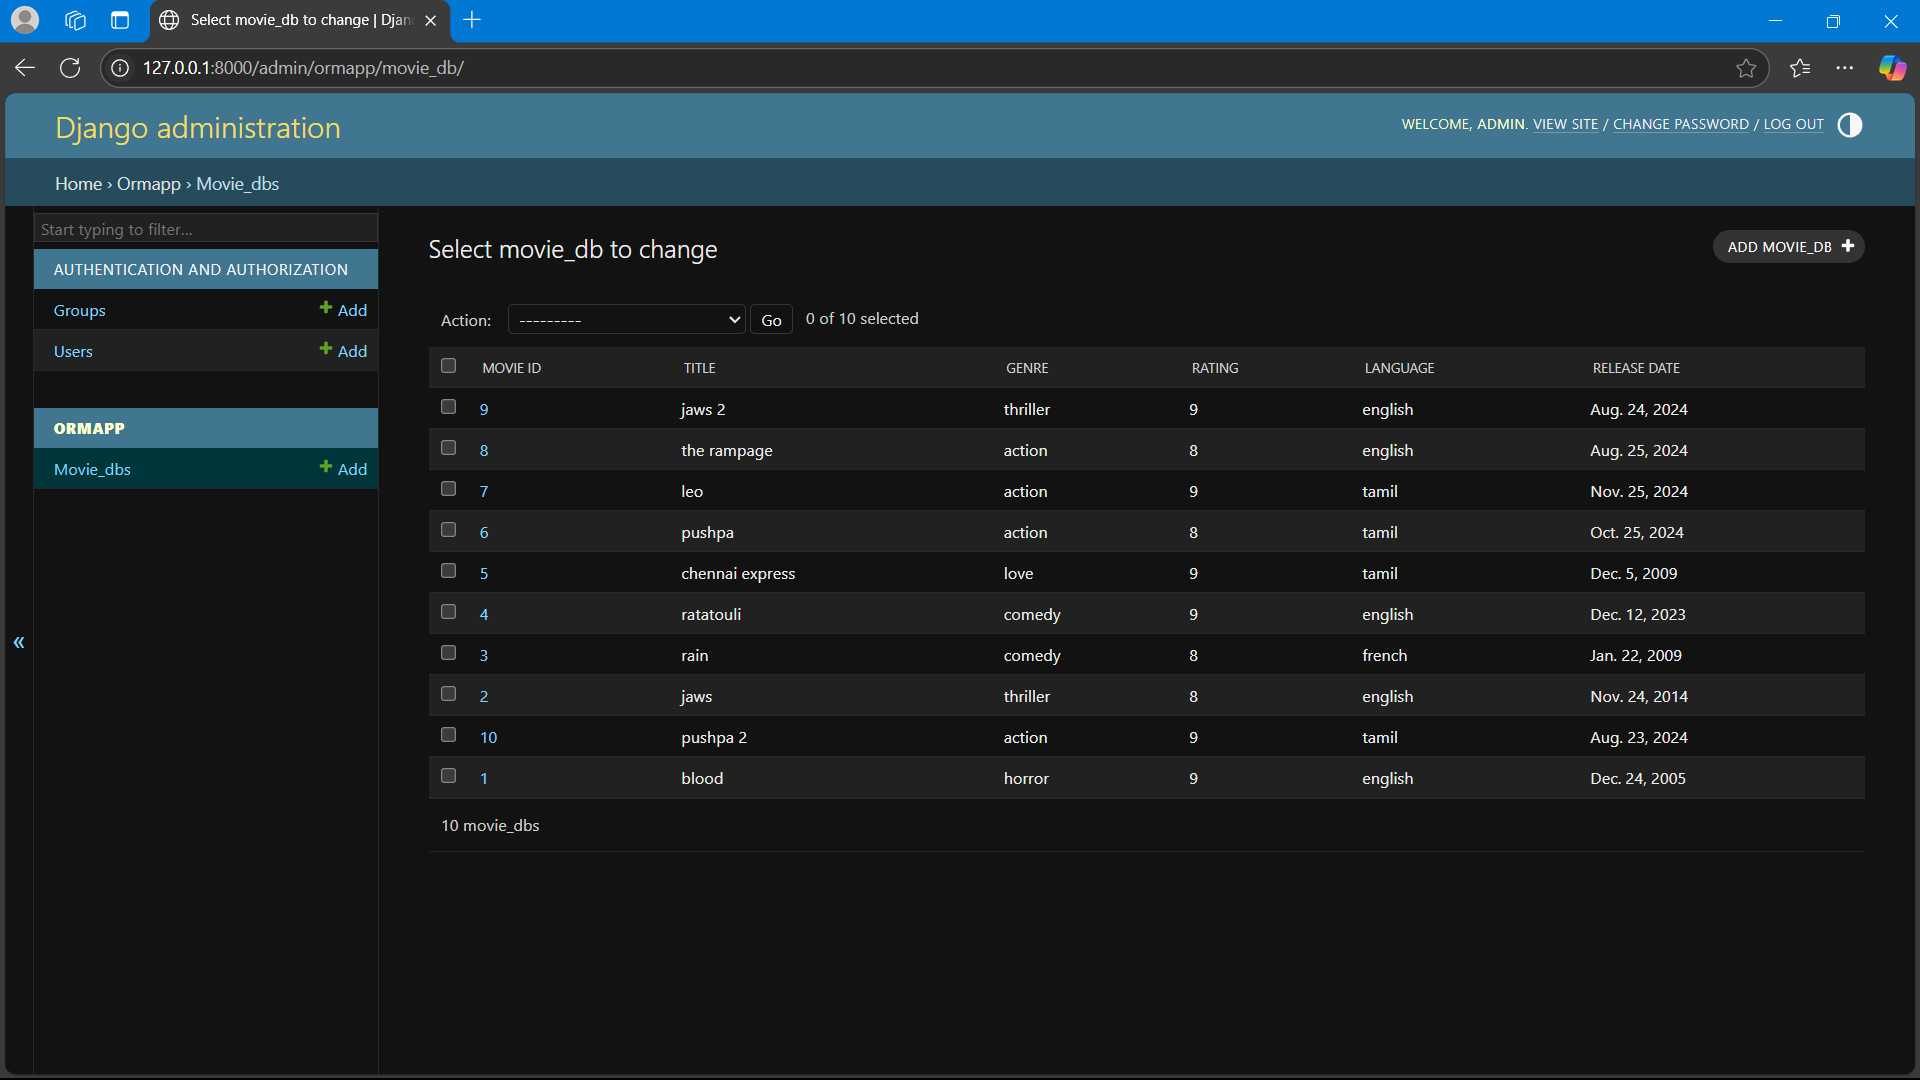 Select movie_db to change | Djan
127.0.0.1:8000/admin/ormapp/movie_db/
Django administration
WELCOME, ADMIN. VIEW SITE / CHANGE PASSWORD / LOG OUT
Home › Ormapp › Movie_dbs
Start typing to filter...
AUTHENTICATION AND AUTHORIZATION
Groups + Add
Users + Add
ORMAPP
Movie_dbs + Add
«
Select movie_db to change
ADD MOVIE_DB +
Action: --------- Go 0 of 10 selected
MOVIE ID TITLE GENRE RATING LANGUAGE RELEASE DATE
9 jaws 2 thriller 9 english Aug. 24, 2024
8 the rampage action 8 english Aug. 25, 2024
7 leo action 9 tamil Nov. 25, 2024
6 pushpa action 8 tamil Oct. 25, 2024
5 chennai express love 9 tamil Dec. 5, 2009
4 ratatouli comedy 9 english Dec. 12, 2023
3 rain comedy 8 french Jan. 22, 2009
2 jaws thriller 8 english Nov. 24, 2014
10 pushpa 2 action 9 tamil Aug. 23, 2024
1 blood horror 9 english Dec. 24, 2005
10 movie_dbs